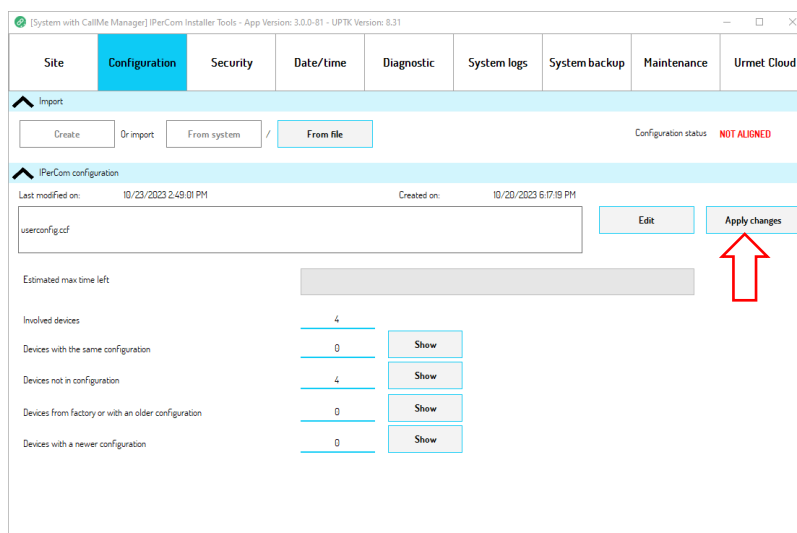 [System with CallMe Manager] IPerCom Installer Tools - App Version: 3.0.0-81 - UPTK Version: 8.31
Site Configuration Security Date/time Diagnostic System logs System backup Maintenance Urmet Cloud
Import
Create Or import From system / From file Configuration status NOT ALIGNED
IPerCom configuration
Last modified on: 10/23/2023 2:49:01 PM Created on: 10/20/2023 6:17:19 PM
userconfig.ccf Edit Apply changes
Estimated max time left
Involved devices 4
Devices with the same configuration 0 Show
Devices not in configuration 4 Show
Devices from factory or with an older configuration 0 Show
Devices with a newer configuration 0 Show